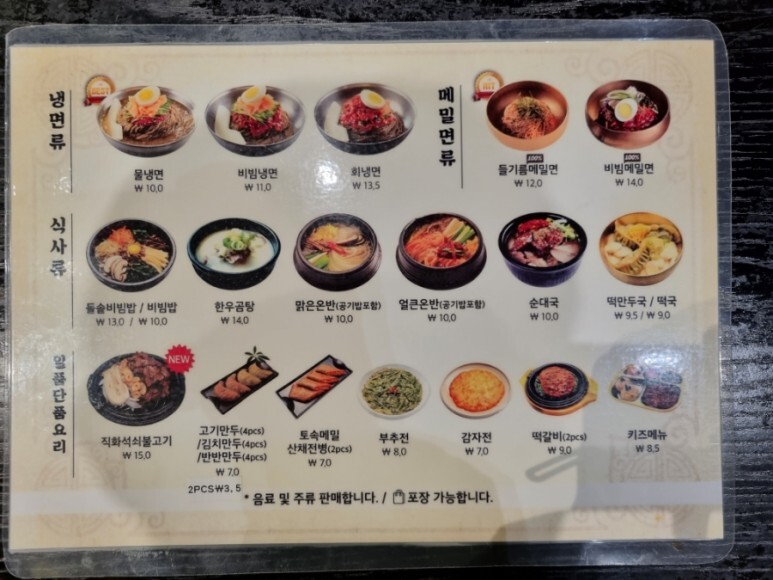 냉면류
물냉면
₩ 10,0
비빔냉면
₩ 11,0
회냉면
₩ 13,5
메밀면류
100%
들기름메밀면
₩ 12,0
100%
비빔메밀면
₩ 14,0
식사류
돌솥비빔밥 / 비빔밥
₩ 13,0 / ₩ 10,0
한우곰탕
₩ 14,0
맑은온반(공기밥포함)
₩ 10,0
얼큰온반(공기밥포함)
₩ 10,0
순대국
₩ 10,0
떡만두국 / 떡국
₩ 9,5 / ₩ 9,0
일품단품요리
NEW
직화석쇠불고기
₩ 15,0
고기만두(4pcs)
/김치만두(4pcs)
/반반만두(4pcs)
₩ 7,0
2PCS₩3,5
토속메밀
산채전병(2pcs)
₩ 7,0
부추전
₩ 8,0
감자전
₩ 7,0
떡갈비(2pcs)
₩ 9,0
키즈메뉴
₩ 8,5
* 음료 및 주류 판매합니다. / 포장 가능합니다.